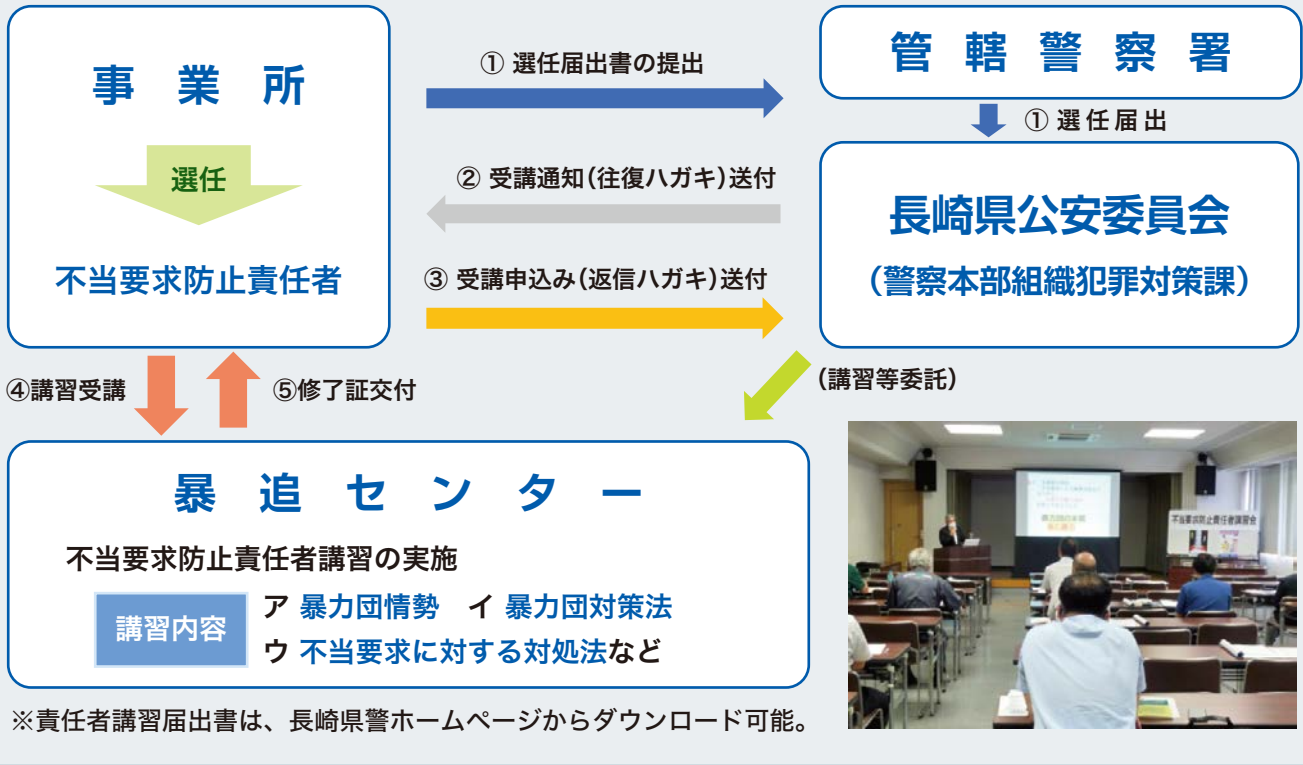 事業所
選任
不当要求防止責任者
① 選任届出書の提出
管轄警察署
① 選任届出
② 受講通知(往復ハガキ)送付
長崎県公安委員会
(警察本部組織犯罪対策課)
③ 受講申込み(返信ハガキ)送付
④講習受講
⑤修了証交付
(講習等委託)
暴追センター
不当要求防止責任者講習の実施
講習内容
ア 暴力団情勢 イ 暴力団対策法
ウ 不当要求に対する対処法など
不当要求防止責任者講習会
※責任者講習届出書は、長崎県警ホームページからダウンロード可能。